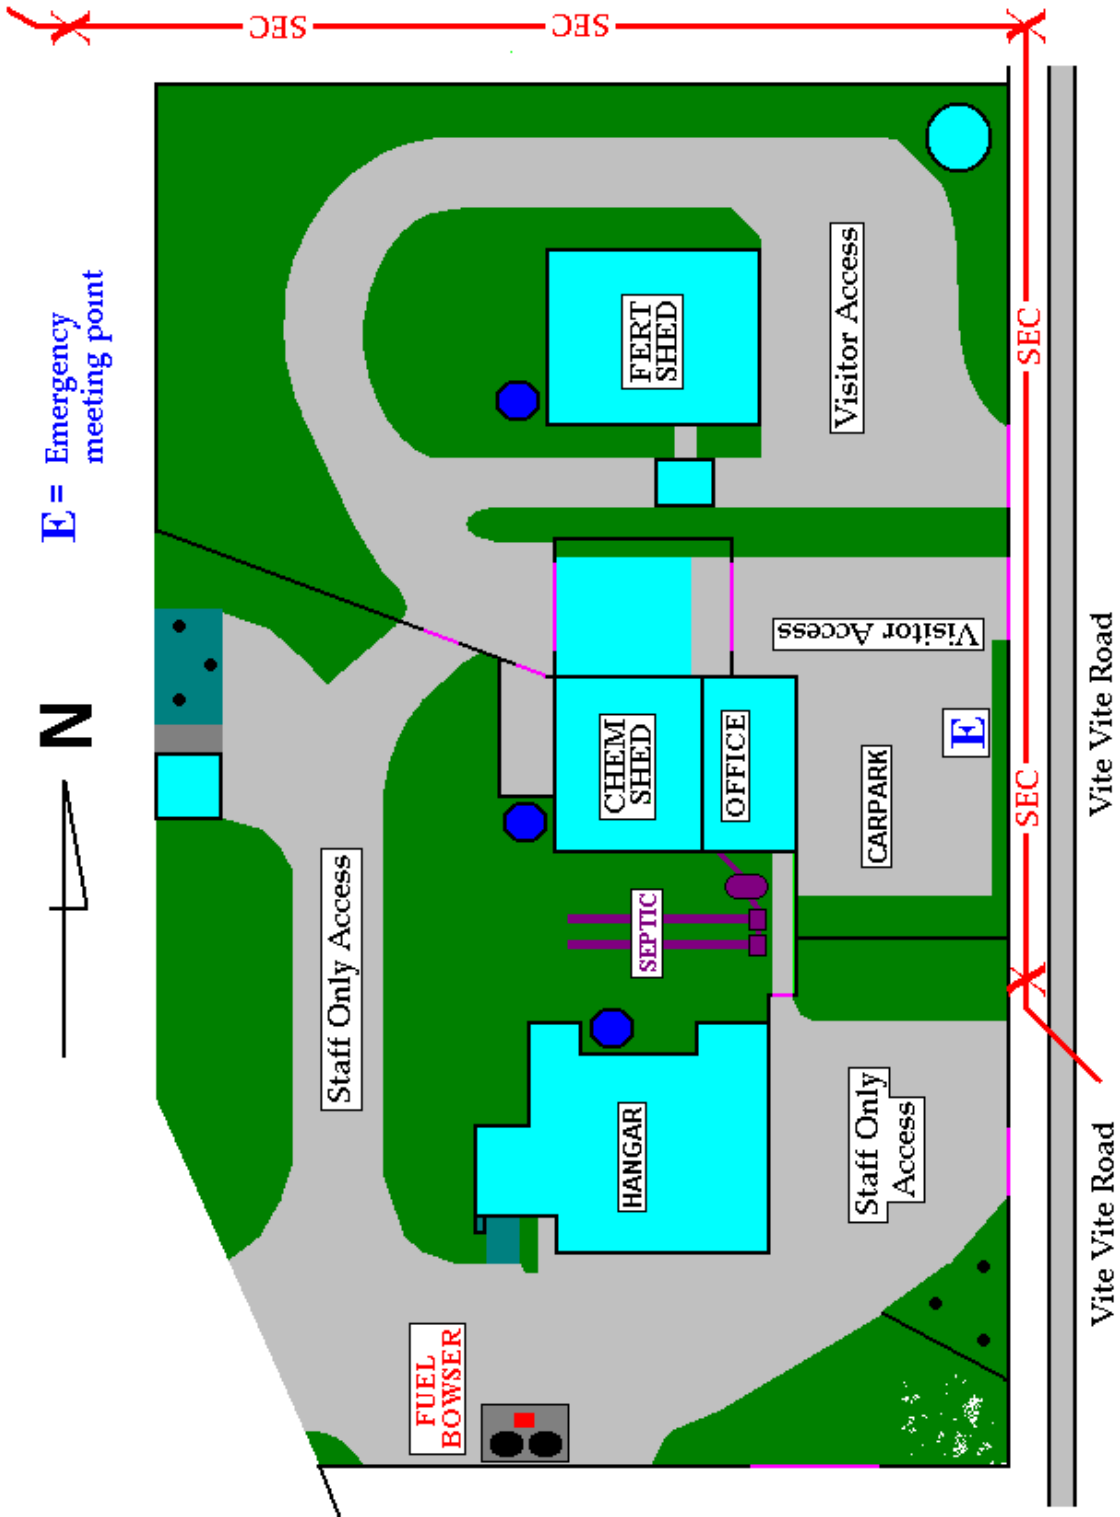 SEC
SEC
E = Emergency
meeting point
N
FERT
SHED
Visitor Access
SEC
Visitor Access
CHEM
SHED
OFFICE
CARPARK
E
SEC
Vite Vite Road
Staff Only Access
SEPTIC
HANGAR
Staff Only
Access
Vite Vite Road
FUEL
BOWSER